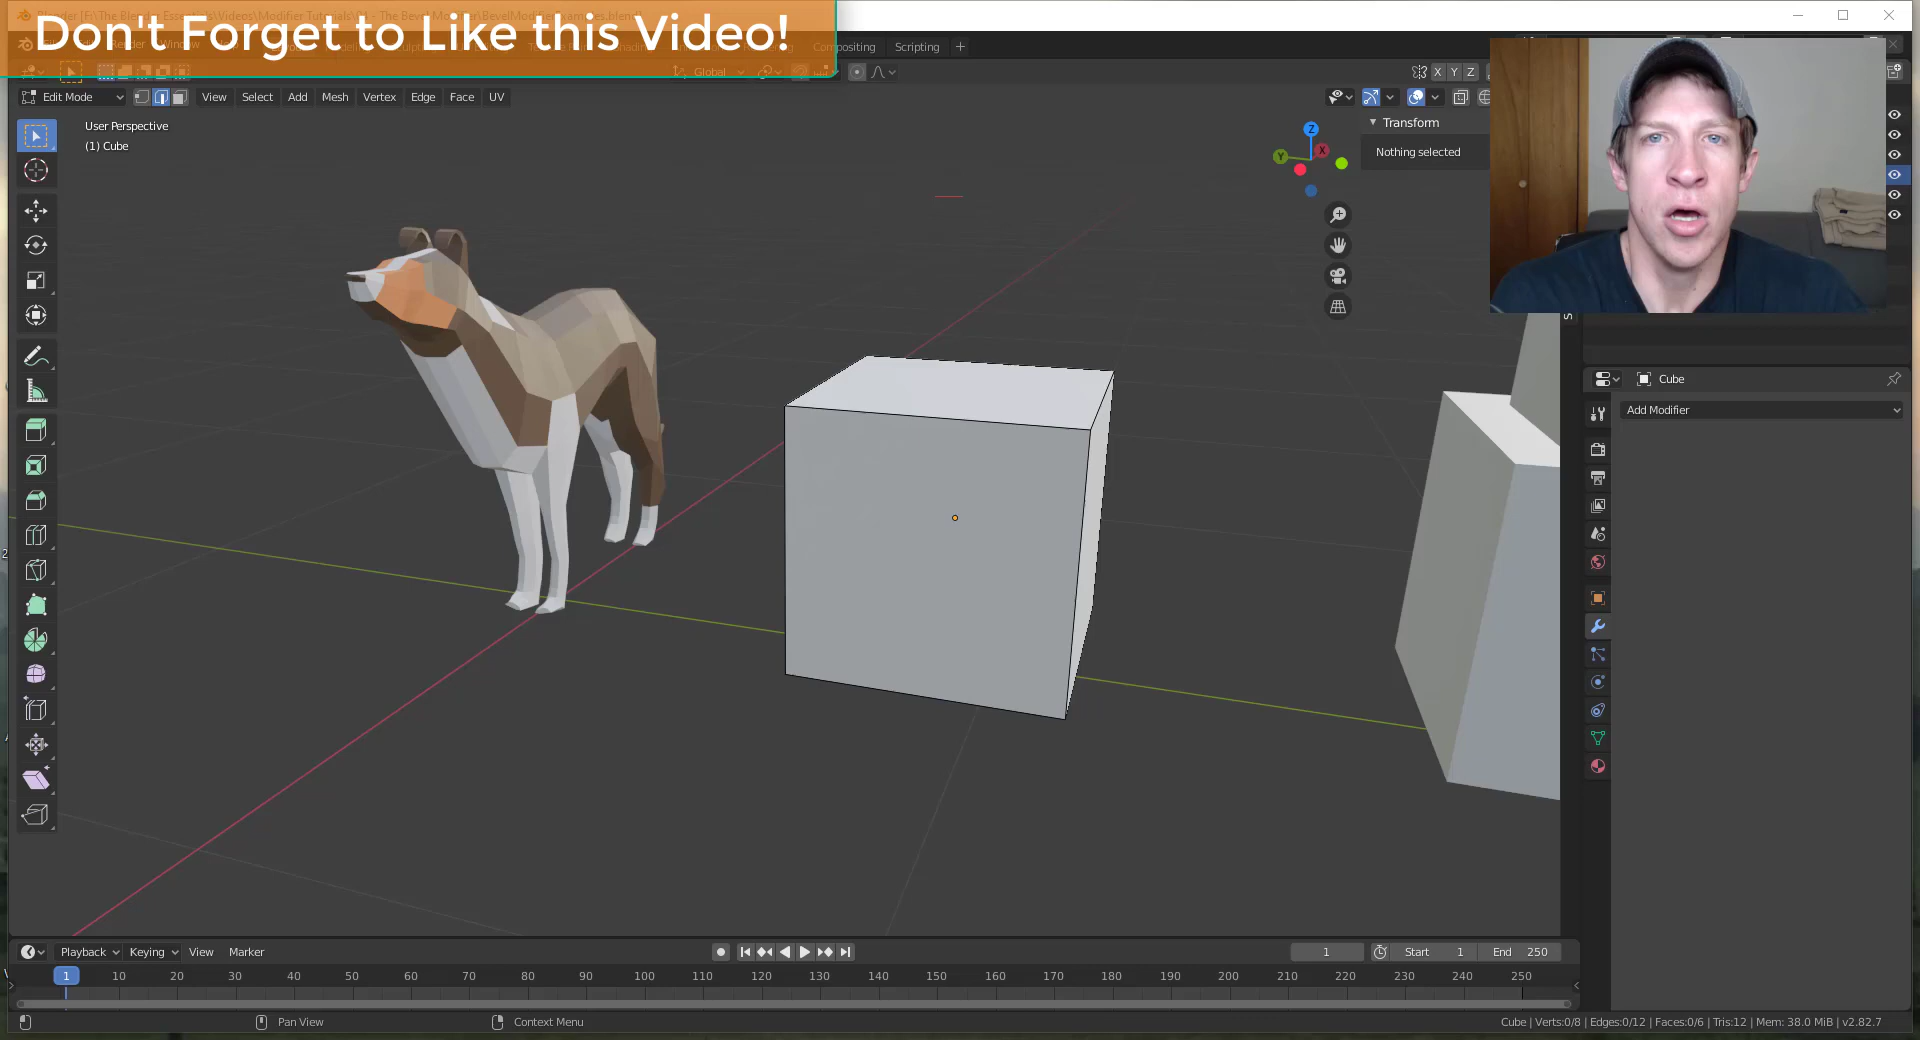 Don't Forget to Like this Video!
Compositing Scripting +
Global X Y Z
Edit Mode View Select Add Mesh Vertex Edge Face UV
User Perspective
(1) Cube
Z
Y
X
Transform
Nothing selected
S
Cube
Add Modifier
Playback Keying View Marker 1 Start 1 End 250
1 10 20 30 40 50 60 70 80 90 100 110 120 130 140 150 160 170 180 190 200 210 220 230 240 250
Pan View Context Menu Cube | Verts:0/8 | Edges:0/12 | Faces:0/6 | Tris:12 | Mem: 38.0 MiB | v2.82.7